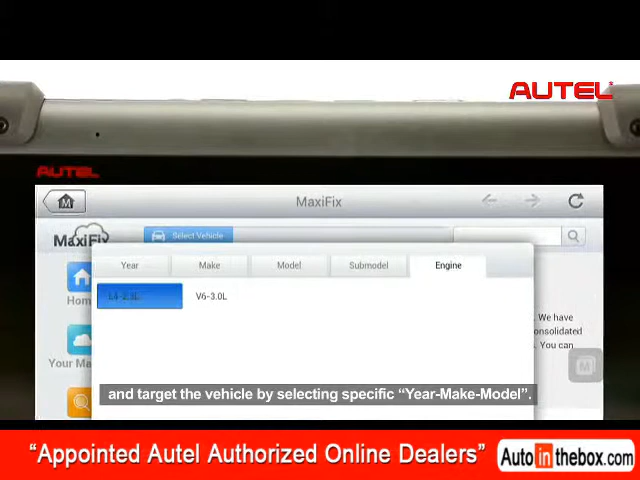 AUTEL
AUTEL
M
MaxiFix
MaxiFix
Select Vehicle
Year
Make
Model
Submodel
Engine
V6-3.0L
Hom
. We have
onsolidated
s. You can
Your Ma
M
and target the vehicle by selecting specific “Year-Make-Model”.
“Appointed Autel Authorized Online Dealers”
Autointhebox.com